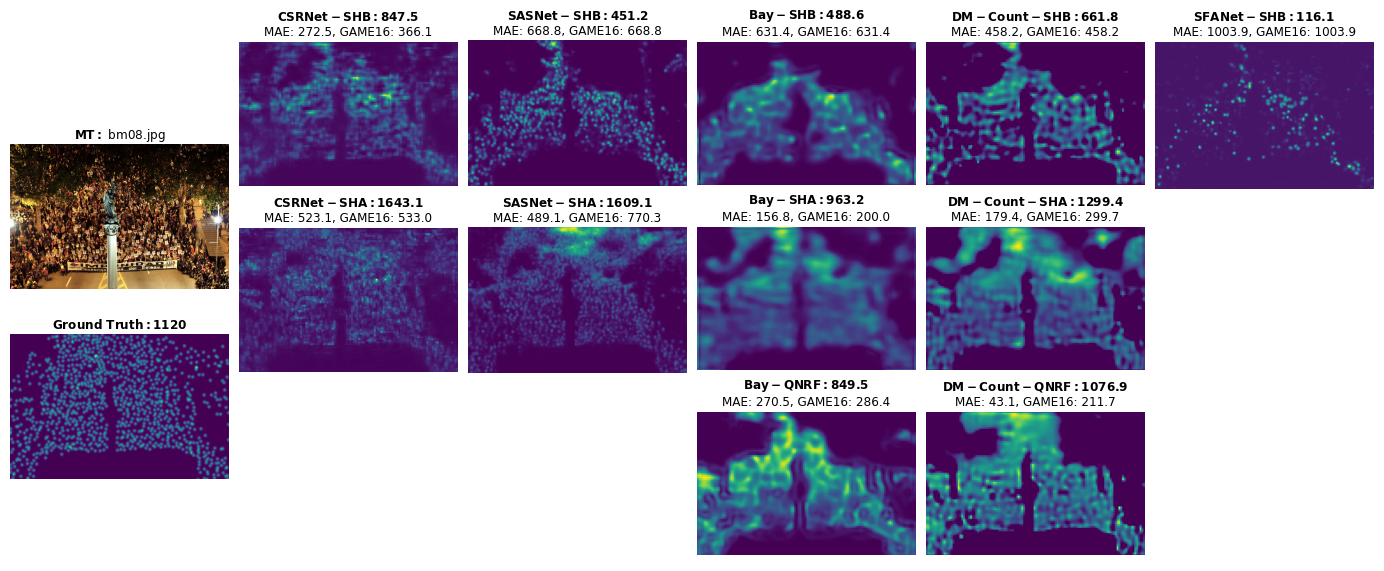 CSRNet − SHB : 847.5
MAE: 272.5, GAME16: 366.1
SASNet − SHB : 451.2
MAE: 668.8, GAME16: 668.8
Bay − SHB : 488.6
MAE: 631.4, GAME16: 631.4
DM − Count − SHB : 661.8
MAE: 458.2, GAME16: 458.2
SFANet − SHB : 116.1
MAE: 1003.9, GAME16: 1003.9
MT : bm08.jpg
CSRNet − SHA : 1643.1
MAE: 523.1, GAME16: 533.0
SASNet − SHA : 1609.1
MAE: 489.1, GAME16: 770.3
Bay − SHA : 963.2
MAE: 156.8, GAME16: 200.0
DM − Count − SHA : 1299.4
MAE: 179.4, GAME16: 299.7
Ground Truth : 1120
Bay − QNRF : 849.5
MAE: 270.5, GAME16: 286.4
DM − Count − QNRF : 1076.9
MAE: 43.1, GAME16: 211.7